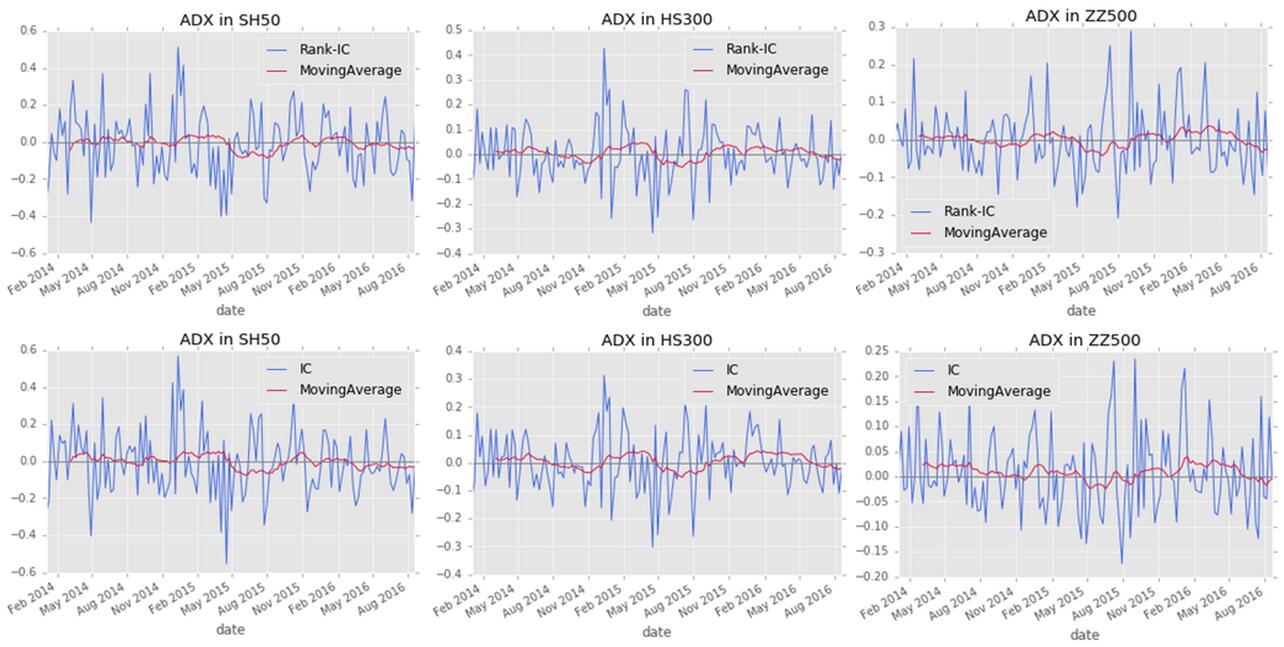 ADX in SH50
0.6
0.4
0.2
0.0
−0.2
−0.4
−0.6
Rank-IC
MovingAverage
Feb 2014 May 2014 Aug 2014 Nov 2014 Feb 2015 May 2015 Aug 2015 Nov 2015 Feb 2016 May 2016 Aug 2016
date
ADX in HS300
0.5
0.4
0.3
0.2
0.1
0.0
−0.1
−0.2
−0.3
−0.4
Rank-IC
MovingAverage
Feb 2014 May 2014 Aug 2014 Nov 2014 Feb 2015 May 2015 Aug 2015 Nov 2015 Feb 2016 May 2016 Aug 2016
date
ADX in ZZ500
0.3
0.2
0.1
0.0
−0.1
−0.2
−0.3
Rank-IC
MovingAverage
Feb 2014 May 2014 Aug 2014 Nov 2014 Feb 2015 May 2015 Aug 2015 Nov 2015 Feb 2016 May 2016 Aug 2016
date
ADX in SH50
0.6
0.4
0.2
0.0
−0.2
−0.4
−0.6
IC
MovingAverage
Feb 2014 May 2014 Aug 2014 Nov 2014 Feb 2015 May 2015 Aug 2015 Nov 2015 Feb 2016 May 2016 Aug 2016
date
ADX in HS300
0.4
0.3
0.2
0.1
0.0
−0.1
−0.2
−0.3
−0.4
IC
MovingAverage
Feb 2014 May 2014 Aug 2014 Nov 2014 Feb 2015 May 2015 Aug 2015 Nov 2015 Feb 2016 May 2016 Aug 2016
date
ADX in ZZ500
0.25
0.20
0.15
0.10
0.05
0.00
−0.05
−0.10
−0.15
−0.20
IC
MovingAverage
Feb 2014 May 2014 Aug 2014 Nov 2014 Feb 2015 May 2015 Aug 2015 Nov 2015 Feb 2016 May 2016 Aug 2016
date